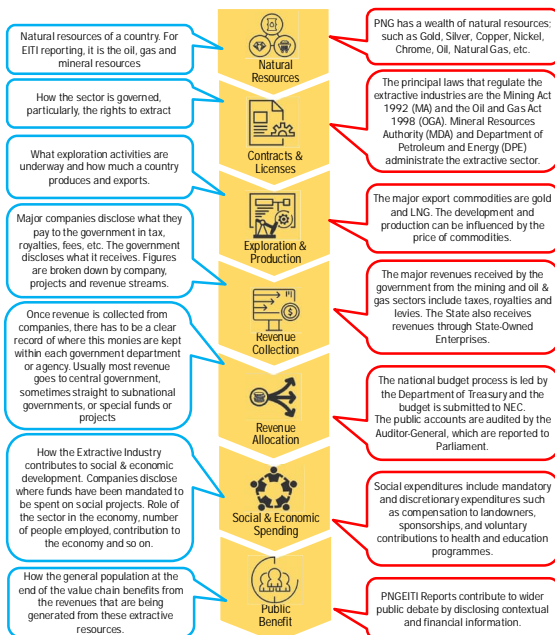 Natural resources of a country. For
EITI reporting, it is the oil, gas and
mineral resources
Natural
Resources
PNG has a wealth of natural resources;
such as Gold, Silver, Copper, Nickel,
Chrome, Oil, Natural Gas, etc.
How the sector is governed,
particularly, the rights to extract
Contracts &
Licenses
The principal laws that regulate the
extractive industries are the Mining Act
1992 (MA) and the Oil and Gas Act
1998 (OGA). Mineral Resources
Authority (MDA) and Department of
Petroleum and Energy (DPE)
administrate the extractive sector.
What exploration activities are
underway and how much a country
produces and exports.
Exploration &
Production
The major export commodities are gold
and LNG. The development and
production can be influenced by the
price of commodities.
Major companies disclose what they
pay to the government in tax,
royalties, fees, etc. The government
discloses what it receives. Figures
are broken down by company,
projects and revenue streams.
Revenue
Collection
The major revenues received by the
government from the mining and oil &
gas sectors include taxes, royalties and
levies. The State also receives
revenues through State-Owned
Enterprises.
Once revenue is collected from
companies, there has to be a clear
record of where this monies are kept
within each government department
or agency. Usually most revenue
goes to central government,
sometimes straight to subnational
governments, or special funds or
projects
Revenue
Allocation
The national budget process is led by
the Department of Treasury and the
budget is submitted to NEC.
The public accounts are audited by the
Auditor-General, which are reported to
Parliament.
How the Extractive Industry
contributes to social & economic
development. Companies disclose
where funds have been mandated to
be spent on social projects. Role of
the sector in the economy, number
of people employed, contribution to
the economy and so on.
Social & Economic
Spending
Social expenditures include mandatory
and discretionary expenditures such
as compensation to landowners,
sponsorships, and voluntary
contributions to health and education
programmes.
How the general population at the
end of the value chain benefits from
the revenues that are being
generated from these extractive
resources.
Public
Benefit
PNGEITI Reports contribute to wider
public debate by disclosing contextual
and financial information.